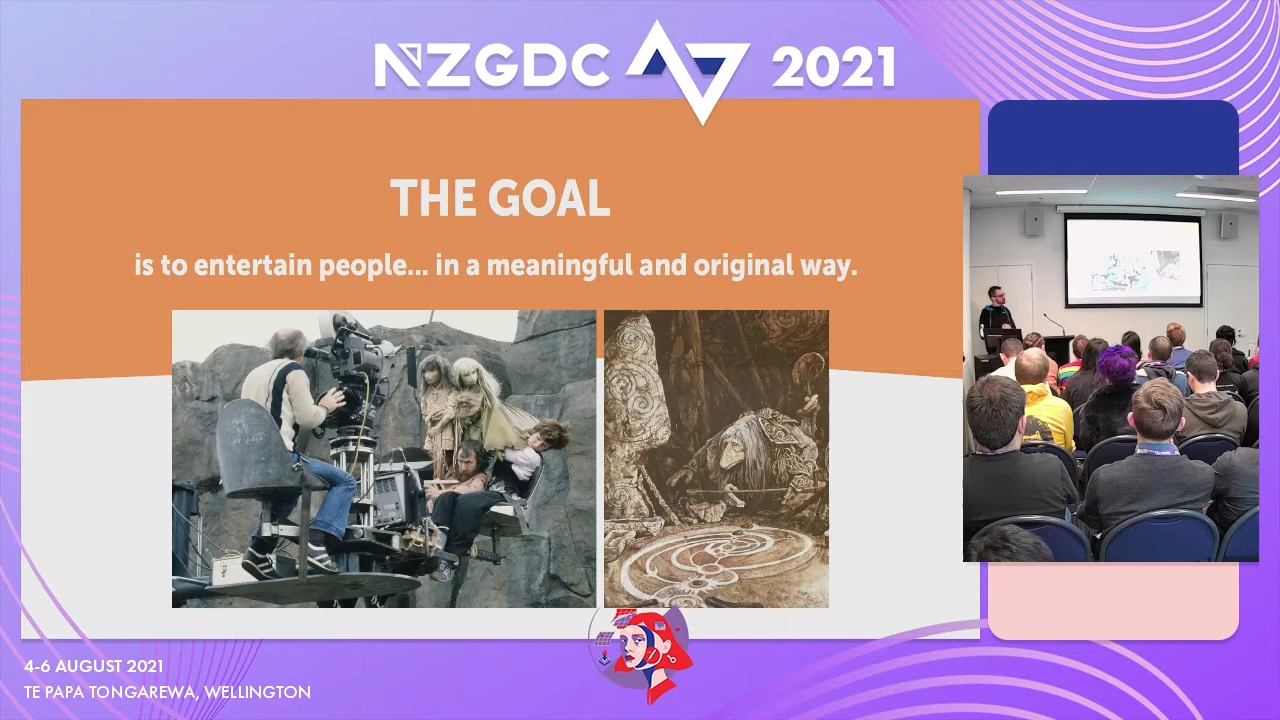 NZGDC 2021
THE GOAL
is to entertain people... in a meaningful and original way.
4-6 AUGUST 2021
TE PAPA TONGAREWA, WELLINGTON